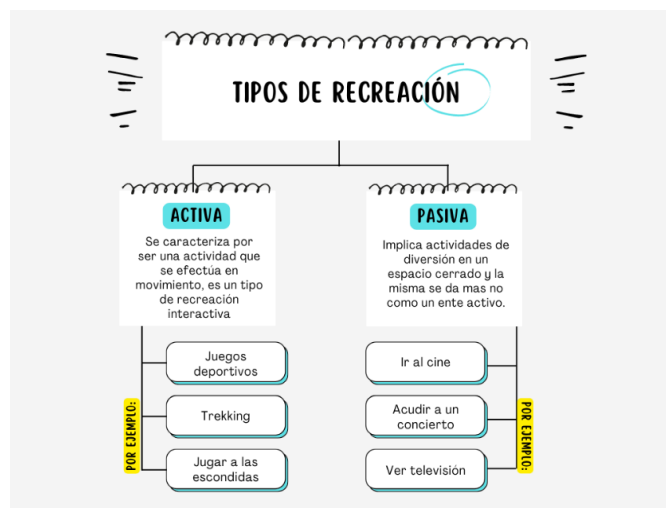 TIPOS DE RECREACIÓN
ACTIVA
Se caracteriza por
ser una actividad que
se efectúa en
movimiento, es un tipo
de recreación
interactiva
POR EJEMPLO:
Juegos
deportivos
Trekking
Jugar a las
escondidas
PASIVA
Implica actividades de
diversión en un
espacio cerrado y la
misma se da mas no
como un ente activo.
POR EJEMPLO:
Ir al cine
Acudir a un
concierto
Ver televisión